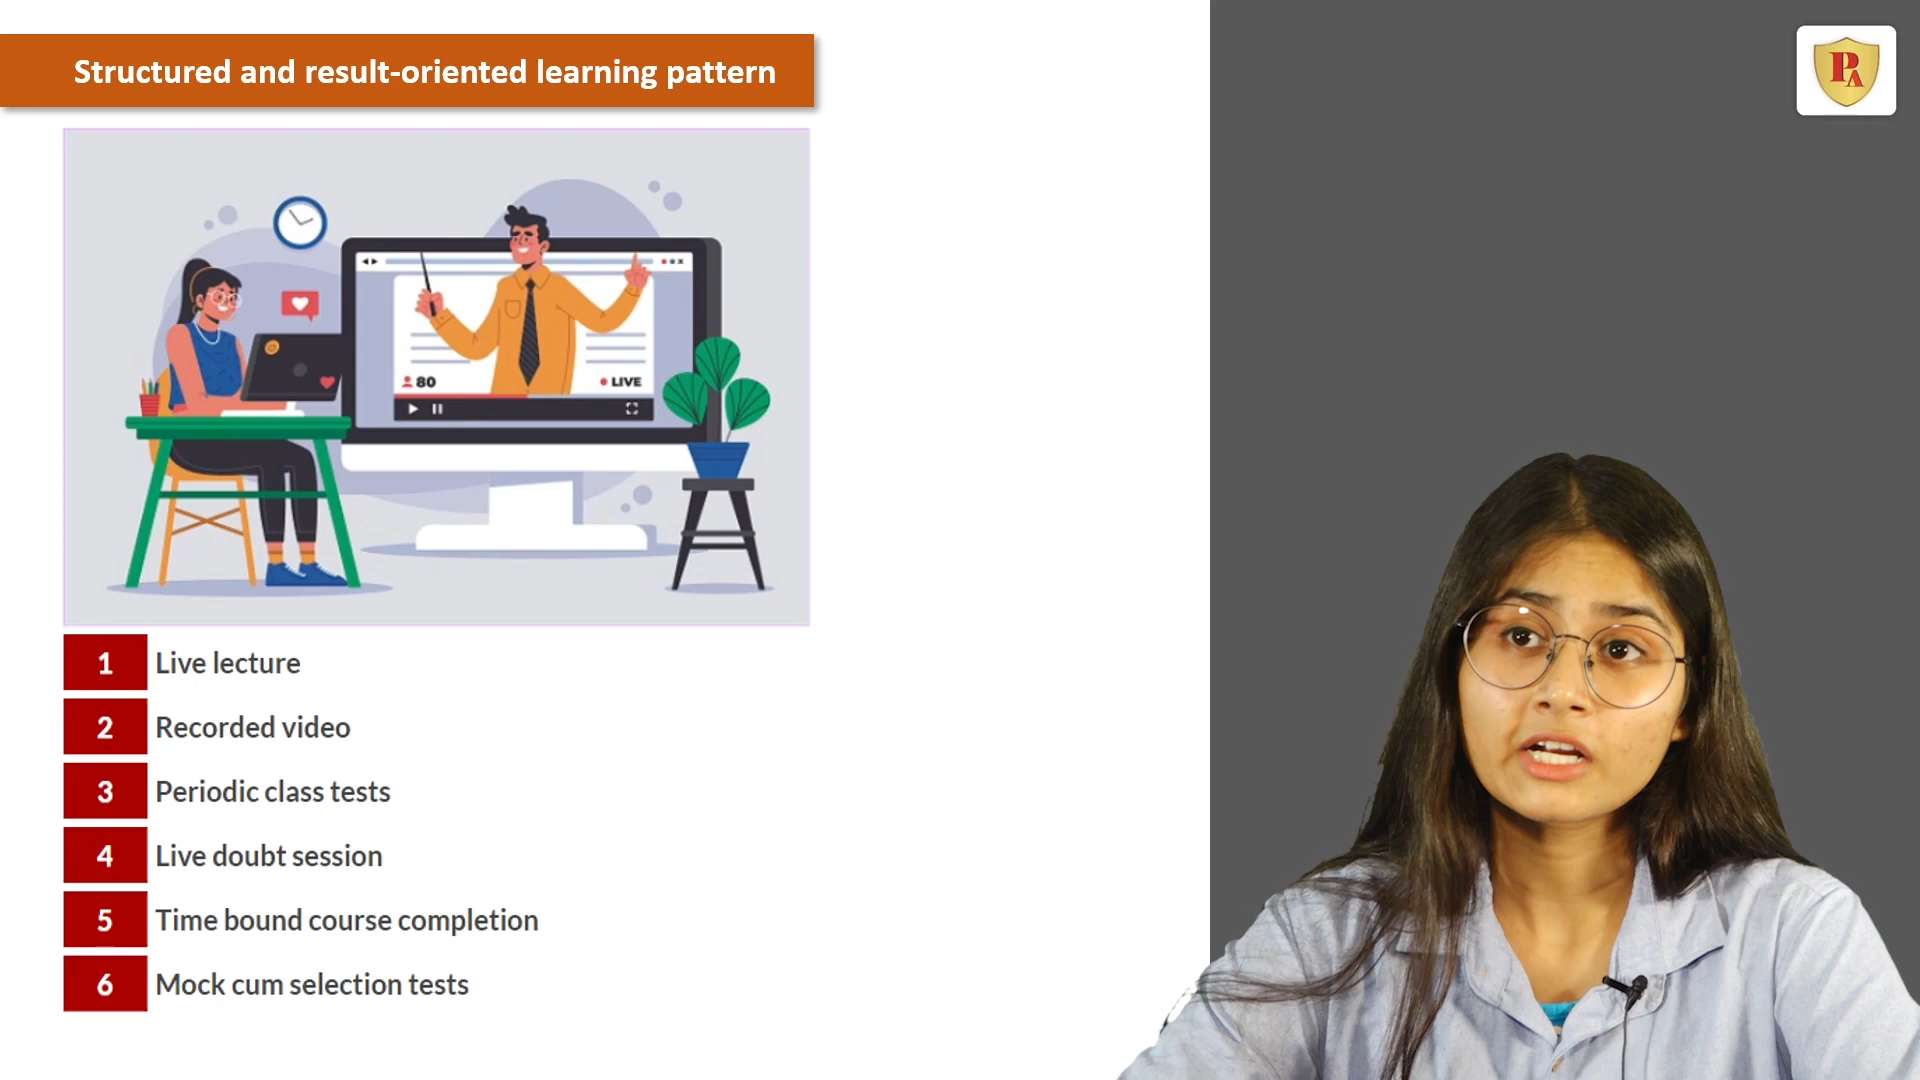 Structured and result-oriented learning pattern
PA
80
LIVE
1 Live lecture
2 Recorded video
3 Periodic class tests
4 Live doubt session
5 Time bound course completion
6 Mock cum selection tests